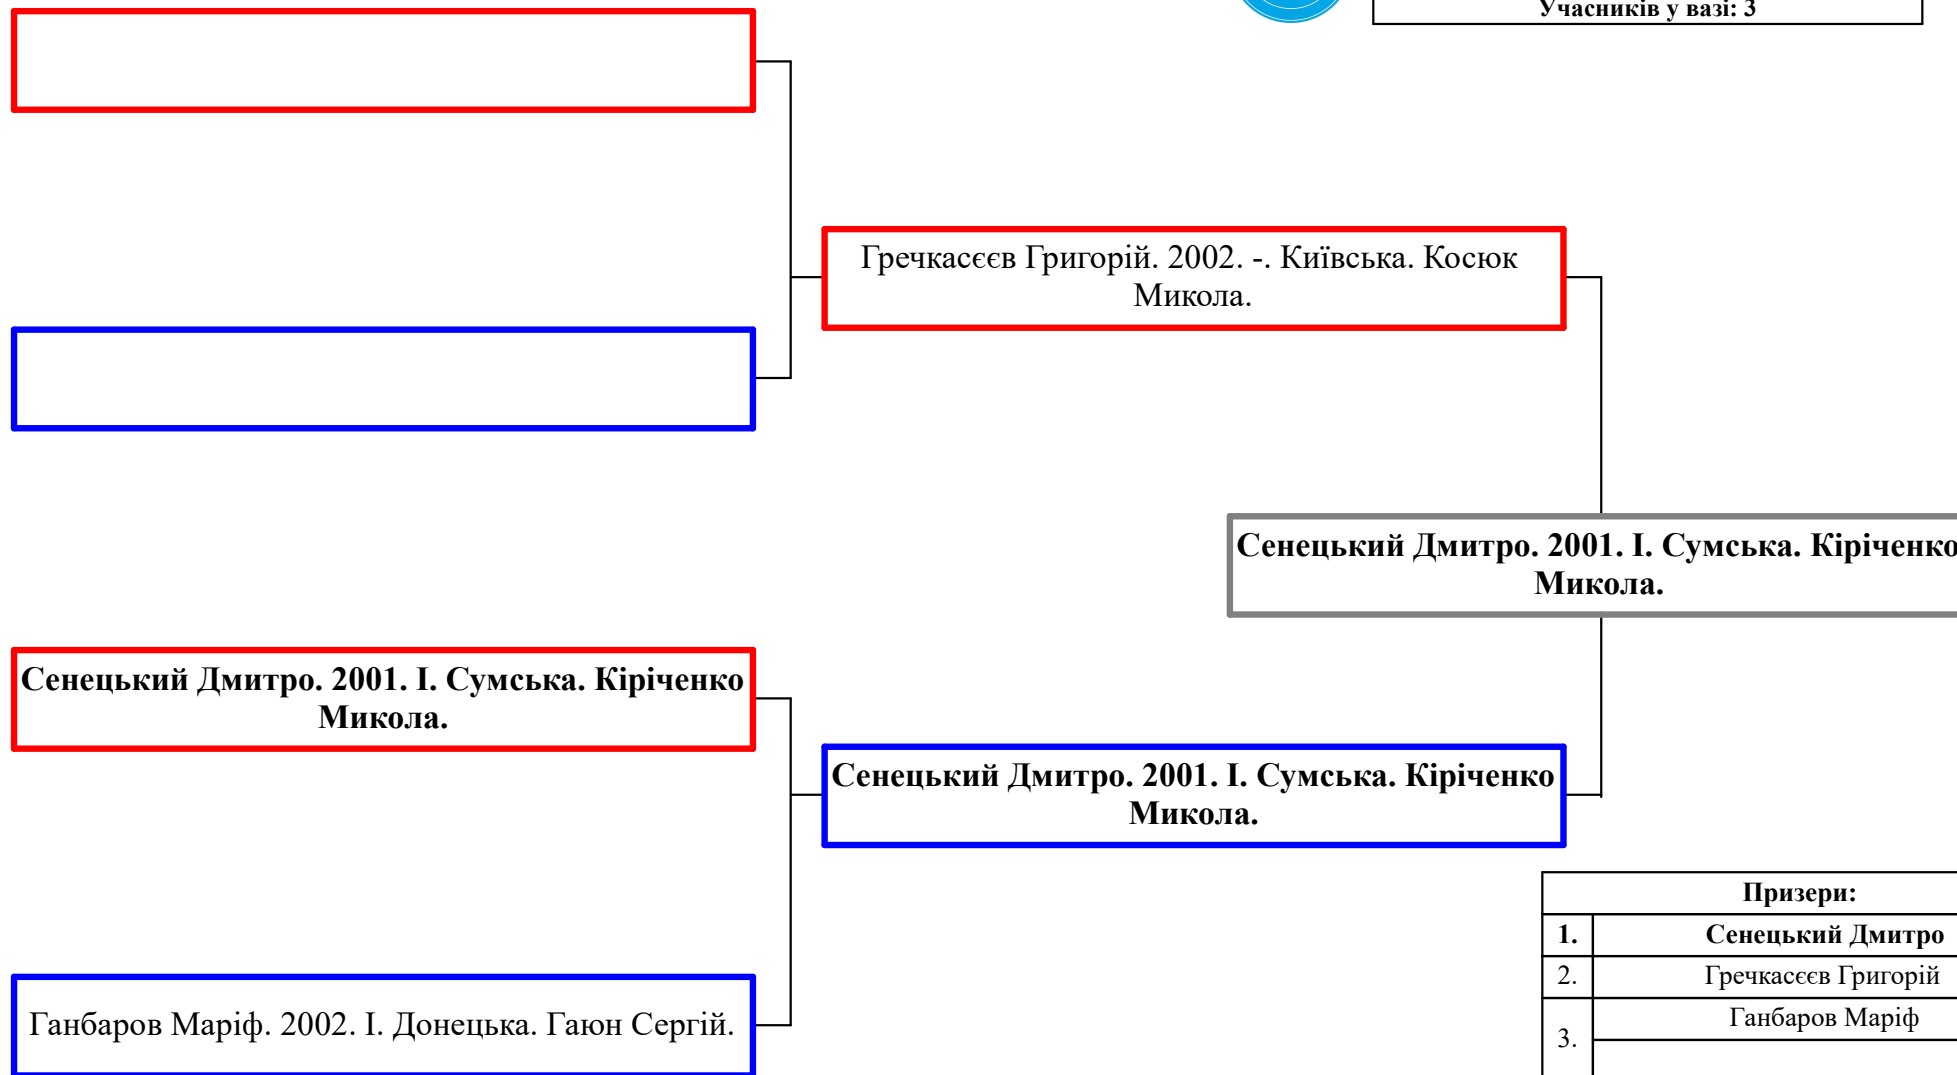 Учасників у вазі: 3
Гречкасєєв Григорій. 2002. -. Київська. Косюк
Микола.
Сенецький Дмитро. 2001. І. Сумська. Кіріченко
Микола.
Сенецький Дмитро. 2001. І. Сумська. Кіріченко
Микола.
Сенецький Дмитро. 2001. І. Сумська. Кіріченко
Микола.
Ганбаров Маріф. 2002. І. Донецька. Гаюн Сергій.
Призери:
1. Сенецький Дмитро
2. Гречкасєєв Григорій
3. Ганбаров Маріф